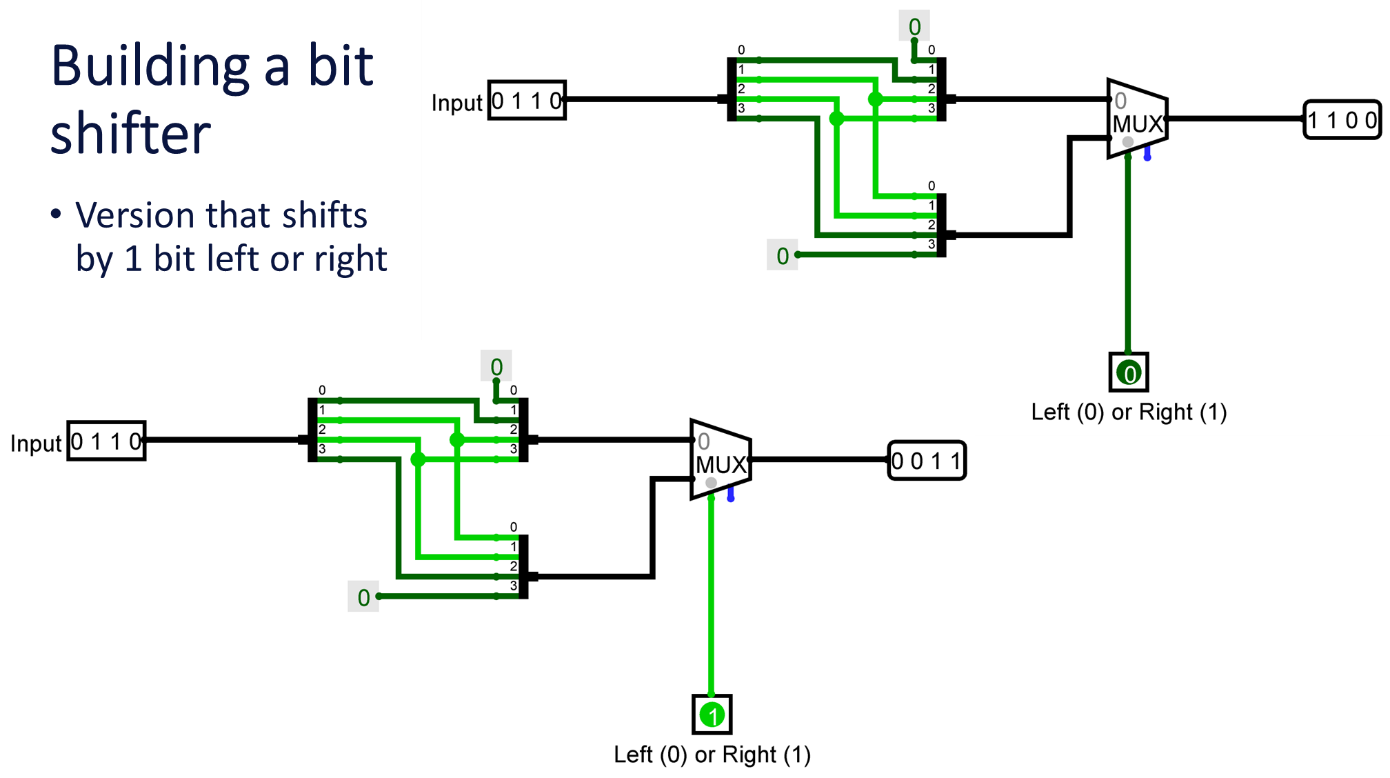 Building a bit
shifter
• Version that shifts
by 1 bit left or right
0
0
1
2
3
0
1
2
3
Input 0 1 1 0
0
MUX
1 1 0 0
0
1
2
3
0
0
Left (0) or Right (1)
0
0
1
2
3
0
1
2
3
Input 0 1 1 0
0
MUX
0 0 1 1
0
1
2
3
0
1
Left (0) or Right (1)